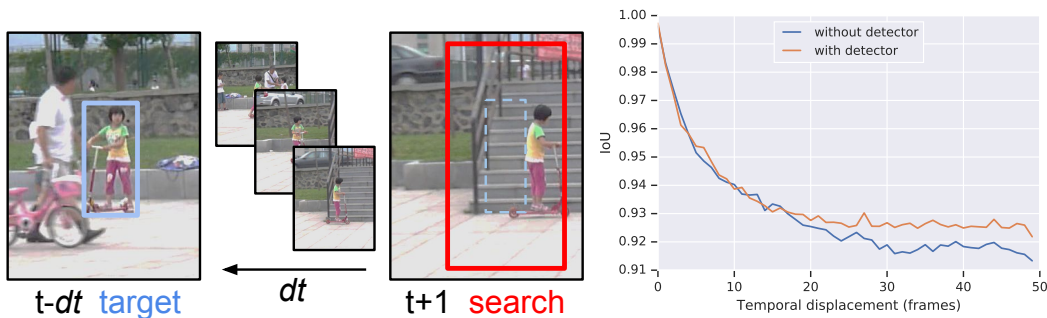 t-dt target
dt
t+1 search
1.00
0.99
0.98
0.97
0.96
0.95
0.94
0.93
0.92
0.91
IoU
without detector
with detector
0 10 20 30 40 50
Temporal displacement (frames)